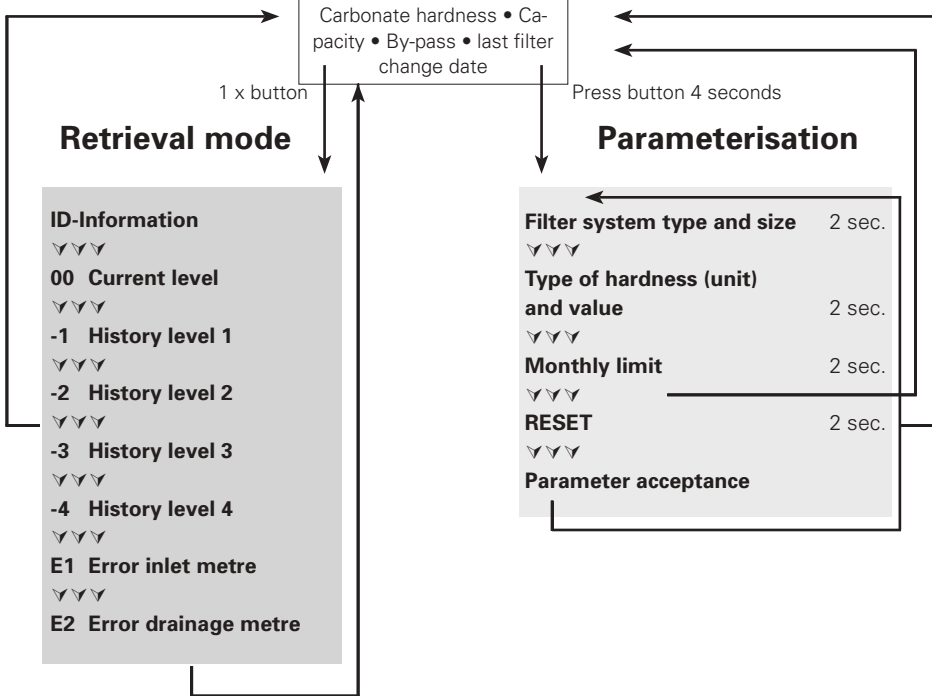 Carbonate hardness • Ca-
pacity • By-pass • last filter
change date
1 x button
Press button 4 seconds
Retrieval mode
Parameterisation
ID-Information
00 Current level
-1 History level 1
-2 History level 2
-3 History level 3
-4 History level 4
E1 Error inlet metre
E2 Error drainage metre
Filter system type and size 2 sec.
Type of hardness (unit)
and value 2 sec.
Monthly limit 2 sec.
RESET 2 sec.
Parameter acceptance